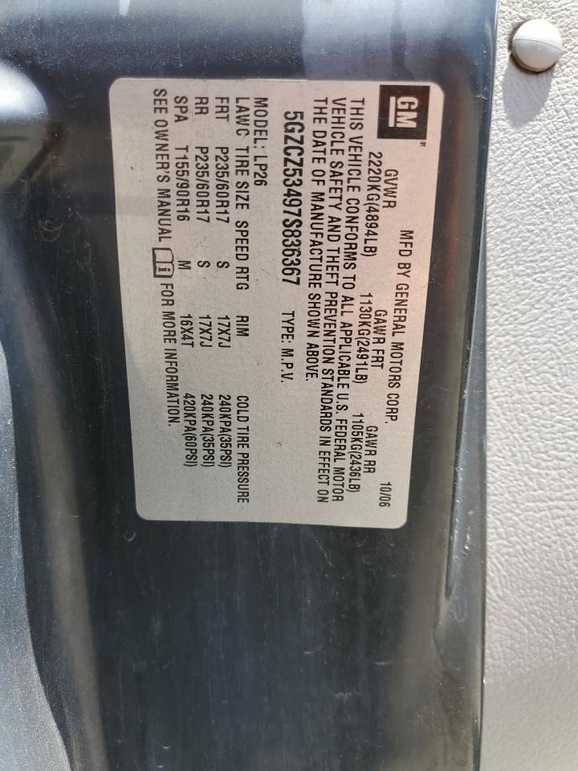 GM
MFD BY GENERAL MOTORS CORP. 10/06
GVWR GAWR FRT GAWR RR
2220KG(4894LB) 1130KG(2491LB) 1105KG(2436LB)
THIS VEHICLE CONFORMS TO ALL APPLICABLE U.S. FEDERAL MOTOR
VEHICLE SAFETY AND THEFT PREVENTION STANDARDS IN EFFECT ON
THE DATE OF MANUFACTURE SHOWN ABOVE.
5GZCZ53497S836367 TYPE: M.P.V.
MODEL: LP26
LAWC TIRE SIZE SPEED RTG RIM COLD TIRE PRESSURE
FRT P235/60R17 S 17X7J 240KPA(35PSI)
RR P235/60R17 S 17X7J 240KPA(35PSI)
SPA T155/90R16 M 16X4T 420KPA(60PSI)
SEE OWNER'S MANUAL FOR MORE INFORMATION.